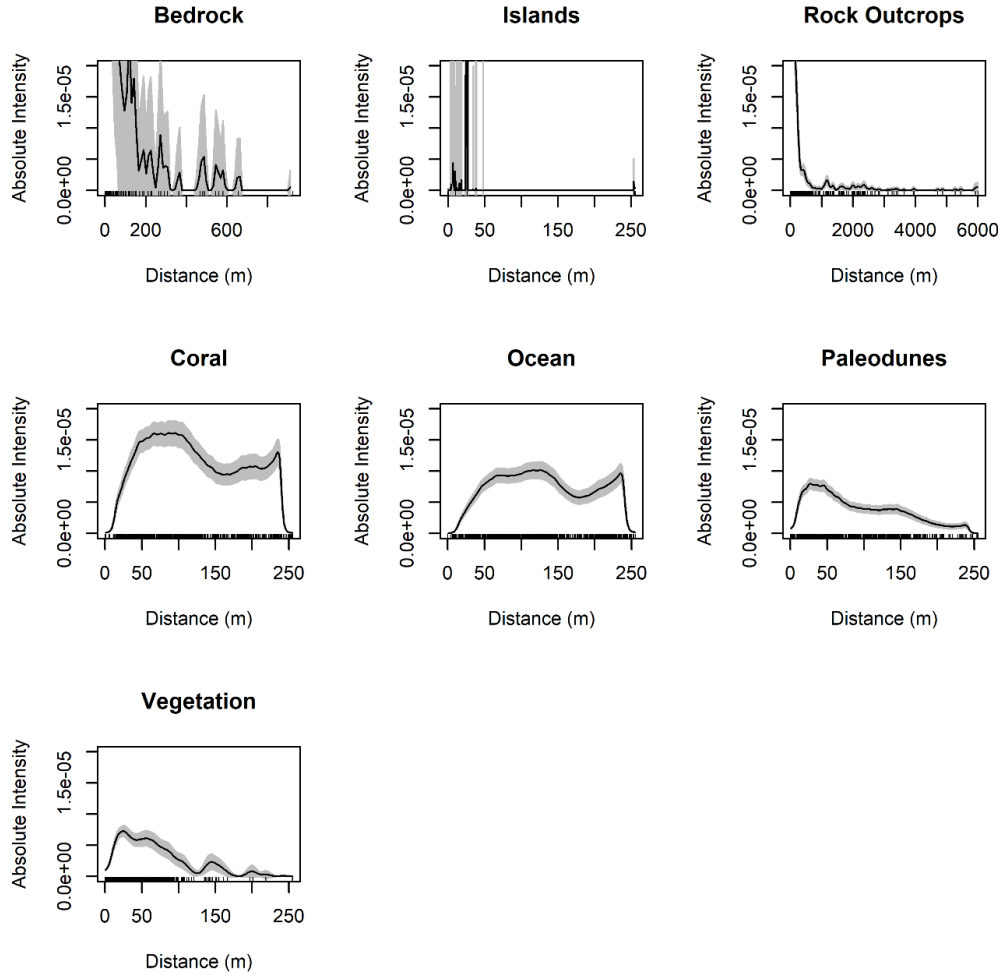 Bedrock
Absolute Intensity
0.0e+00 1.5e-05
0 200 600
Distance (m)
Islands
Absolute Intensity
0.0e+00 1.5e-05
0 50 150 250
Distance (m)
Rock Outcrops
Absolute Intensity
0.0e+00 1.5e-05
0 2000 4000 6000
Distance (m)
Coral
Absolute Intensity
0.0e+00 1.5e-05
0 50 150 250
Distance (m)
Ocean
Absolute Intensity
0.0e+00 1.5e-05
0 50 150 250
Distance (m)
Paleodunes
Absolute Intensity
0.0e+00 1.5e-05
0 50 150 250
Distance (m)
Vegetation
Absolute Intensity
0.0e+00 1.5e-05
0 50 150 250
Distance (m)